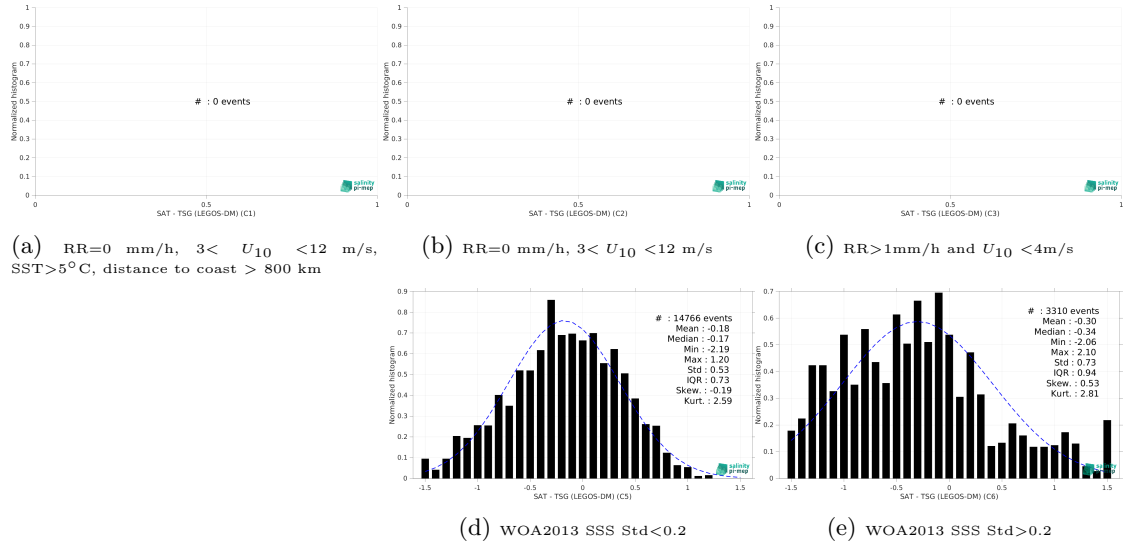 1
0.9
0.8
0.7
0.6
0.5
0.4
0.3
0.2
0.1
0
Normalized histogram
# : 0 events
0 0.5 1
SAT - TSG (LEGOS-DM) (C1)
salinity
pi-mep
1
0.9
0.8
0.7
0.6
0.5
0.4
0.3
0.2
0.1
0
Normalized histogram
# : 0 events
0 0.5 1
SAT - TSG (LEGOS-DM) (C2)
salinity
pi-mep
1
0.9
0.8
0.7
0.6
0.5
0.4
0.3
0.2
0.1
0
Normalized histogram
# : 0 events
0 0.5 1
SAT - TSG (LEGOS-DM) (C3)
salinity
pi-mep
(a) RR=0 mm/h, 3< U10 <12 m/s,
SST>5°C, distance to coast > 800 km
(b) RR=0 mm/h, 3< U10 <12 m/s
(c) RR>1mm/h and U10 <4m/s
0.9
0.8
0.7
0.6
0.5
0.4
0.3
0.2
0.1
0
Normalized histogram
# : 14766 events
Mean : -0.18
Median : -0.17
Min : -2.19
Max : 1.20
Std : 0.53
IQR : 0.73
Skew. : -0.19
Kurt. : 2.59
-1.5 -1 -0.5 0 0.5 1 1.5
SAT - TSG (LEGOS-DM) (C5)
salinity
pi-mep
0.7
0.6
0.5
0.4
0.3
0.2
0.1
0
Normalized histogram
# : 3310 events
Mean : -0.30
Median : -0.34
Min : -2.06
Max : 2.10
Std : 0.73
IQR : 0.94
Skew. : 0.53
Kurt. : 2.81
-1.5 -1 -0.5 0 0.5 1 1.5
SAT - TSG (LEGOS-DM) (C6)
salinity
pi-mep
(d) WOA2013 SSS Std<0.2
(e) WOA2013 SSS Std>0.2